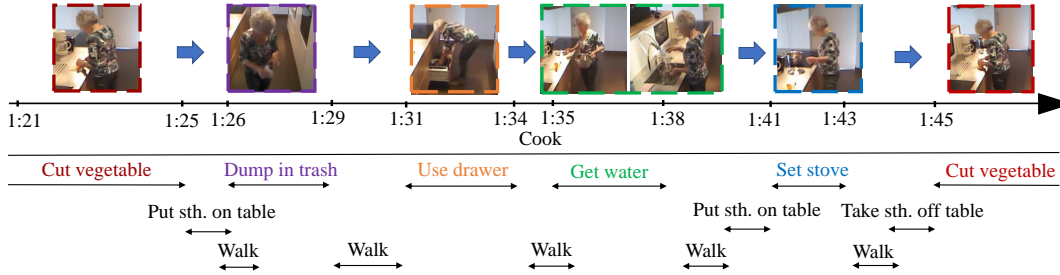 1:21 1:25 1:26 1:29 1:31 1:34 1:35 1:38 1:41 1:43 1:45
Cook
Cut vegetable Dump in trash Use drawer Get water Set stove Cut vegetable
Put sth. on table Put sth. on table Take sth. off table
Walk Walk Walk Walk Walk